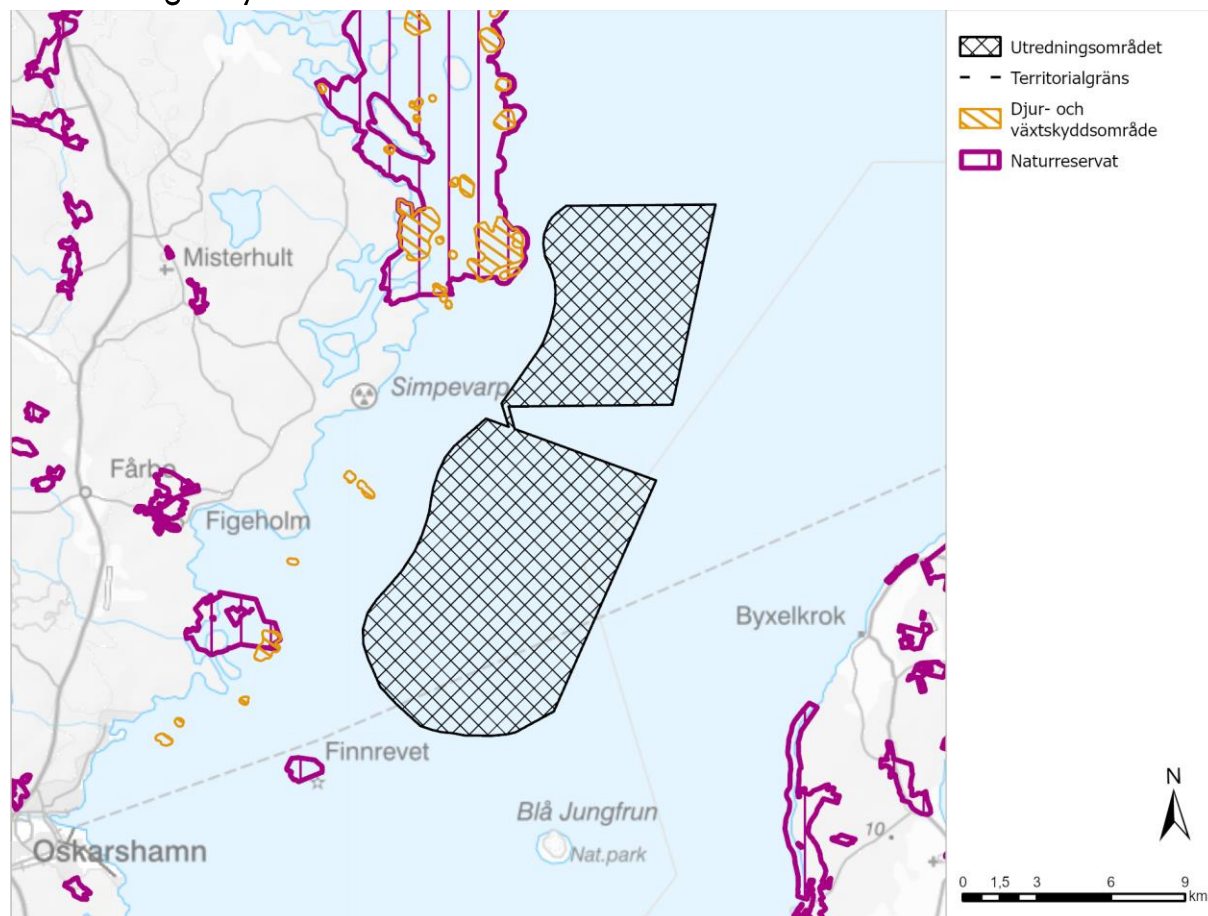 Utredningsområdet
Territorialgräns
Djur- och
växtskyddsområde
Naturreservat
Misterhult
Simpevarp
Fårbo
Figeholm
Byxelkrok
Finnrevet
Blå Jungfrun
Nat.park
Oskarshamn
10
N
0 1,5 3 6 9
km